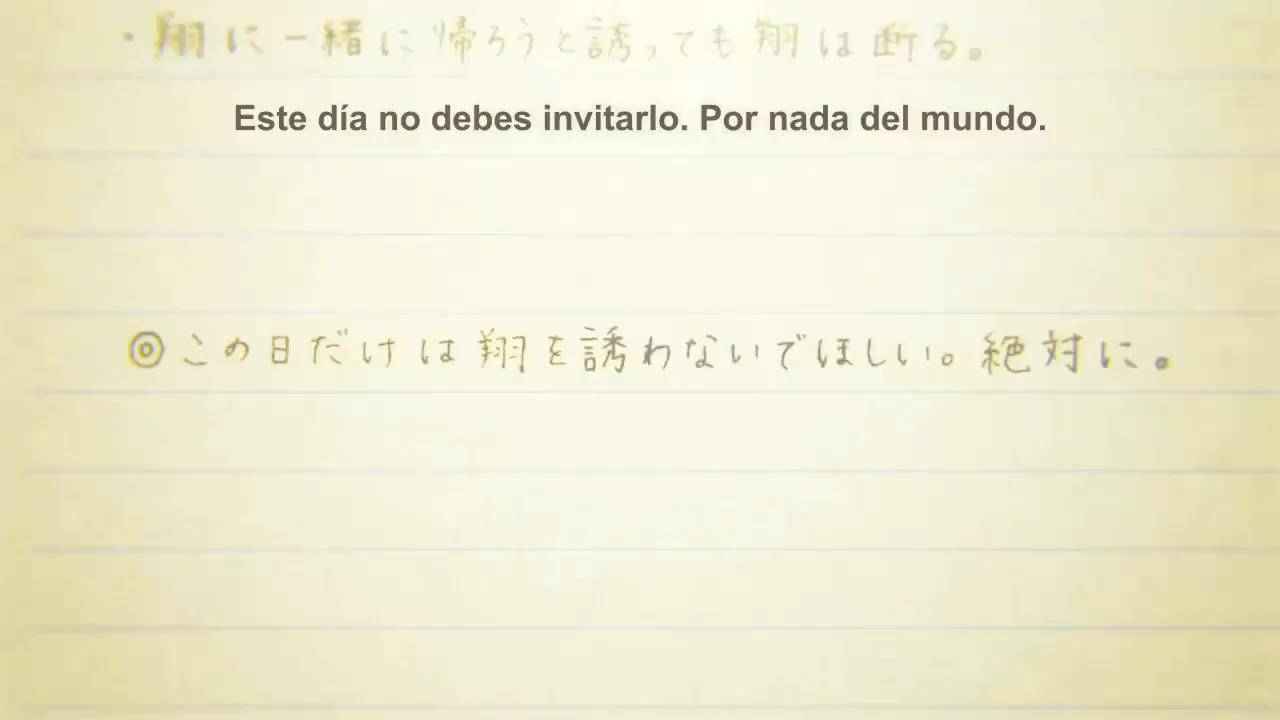 ・翔に一緒に帰ろうと誘っても翔は断る。
Este día no debes invitarlo. Por nada del mundo.
◎この日だけは翔を誘わないでほしい。絶対に。